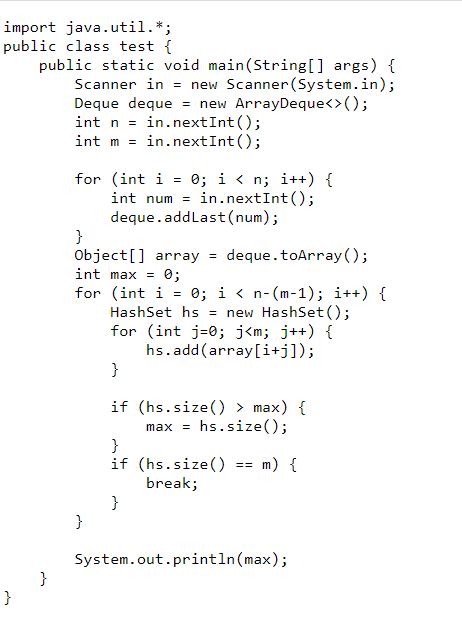 import java.util.*;
public class test {
    public static void main(String[] args) {
        Scanner in = new Scanner(System.in);
        Deque deque = new ArrayDeque<>();
        int n = in.nextInt();
        int m = in.nextInt();

        for (int i = 0; i < n; i++) {
            int num = in.nextInt();
            deque.addLast(num);
        }
        Object[] array = deque.toArray();
        int max = 0;
        for (int i = 0; i < n-(m-1); i++) {
            HashSet hs = new HashSet();
            for (int j=0; j<m; j++) {
                hs.add(array[i+j]);
            }

            if (hs.size() > max) {
                max = hs.size();
            }
            if (hs.size() == m) {
                break;
            }
        }

        System.out.println(max);
    }
}